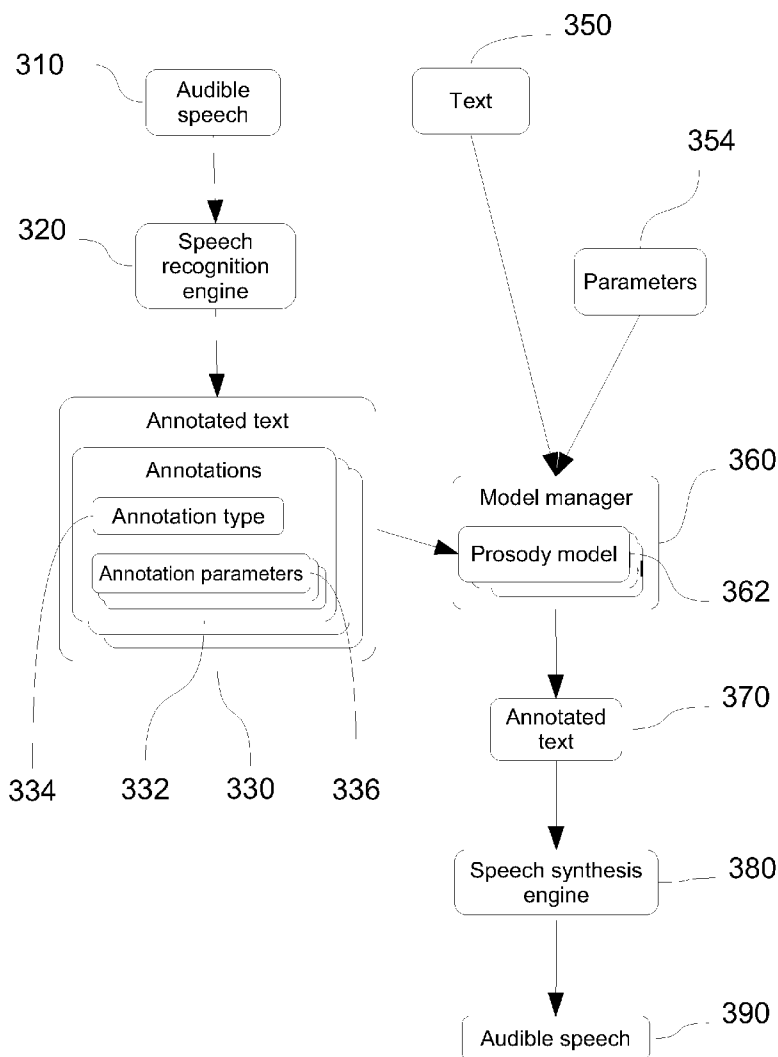 350
310
Audible
speech
Text
354
320
Speech
recognition
engine
Parameters
Annotated text
Annotations
Annotation type
Annotation parameters
360
Model manager
Prosody model
362
370
Annotated
text
334
332
330
336
Speech synthesis
engine
380
390
Audible speech